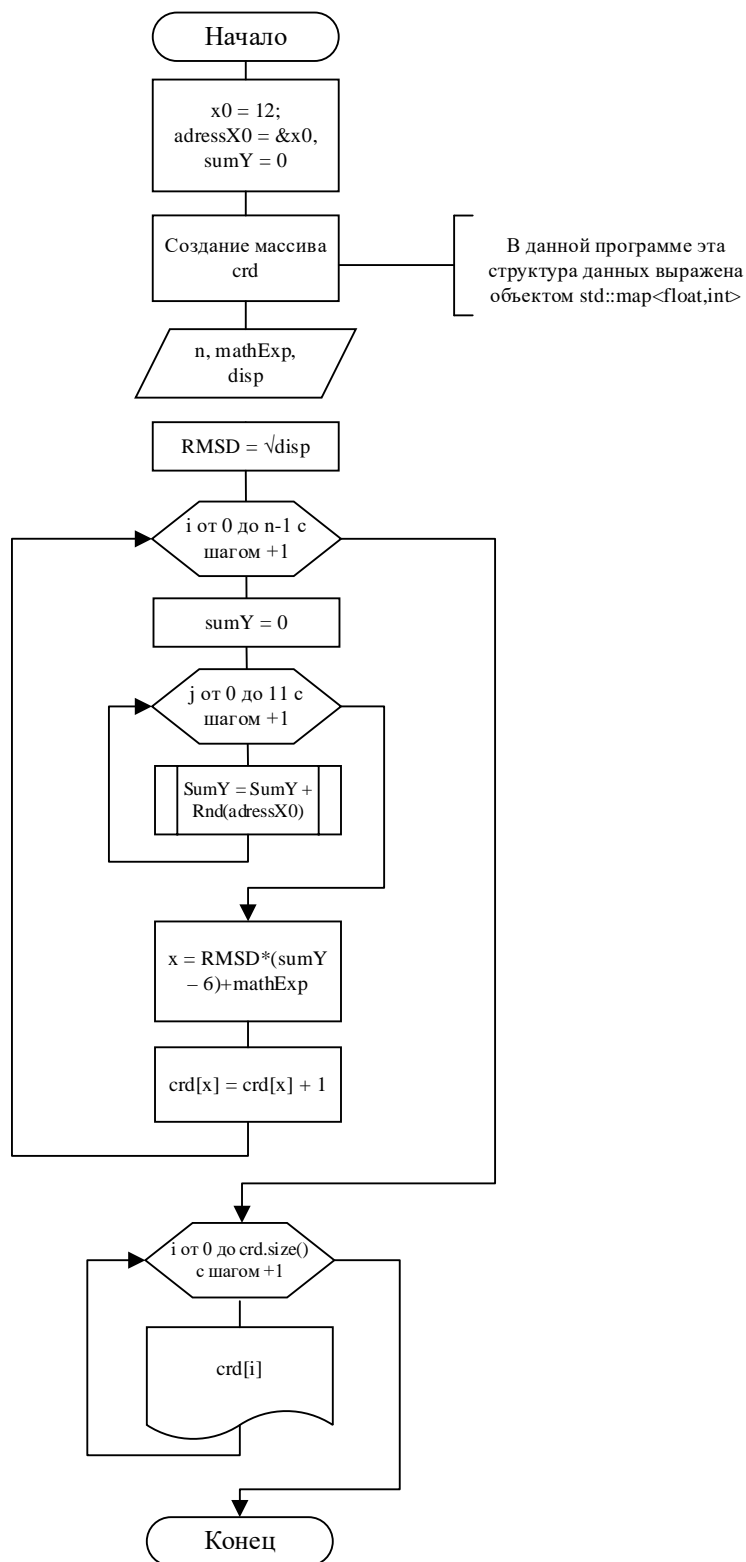 Начало
x0 = 12;
adressX0 = &x0,
sumY = 0
Создание массива
crd
В данной программе эта
структура данных выражена
объектом std::map<float,int>
n, mathExp,
disp
RMSD = √disp
i от 0 до n-1 с
шагом +1
sumY = 0
j от 0 до 11 с
шагом +1
SumY = SumY +
Rnd(adressX0)
x = RMSD*(sumY
– 6)+mathExp
crd[x] = crd[x] + 1
i от 0 до crd.size()
с шагом +1
crd[i]
Конец